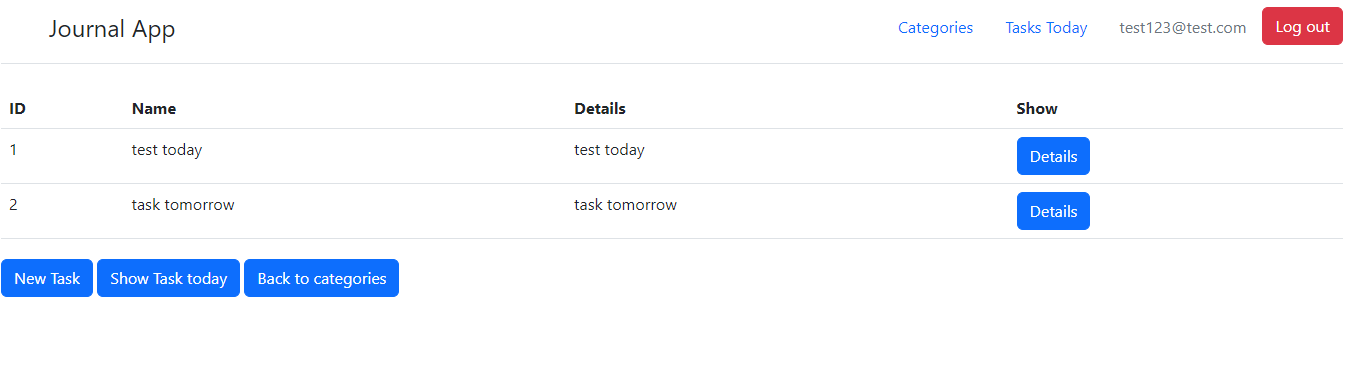 Journal App Categories Tasks Today test123@test.com Log out
ID Name Details Show
1 test today test today Details
2 task tomorrow task tomorrow Details
New Task Show Task today Back to categories